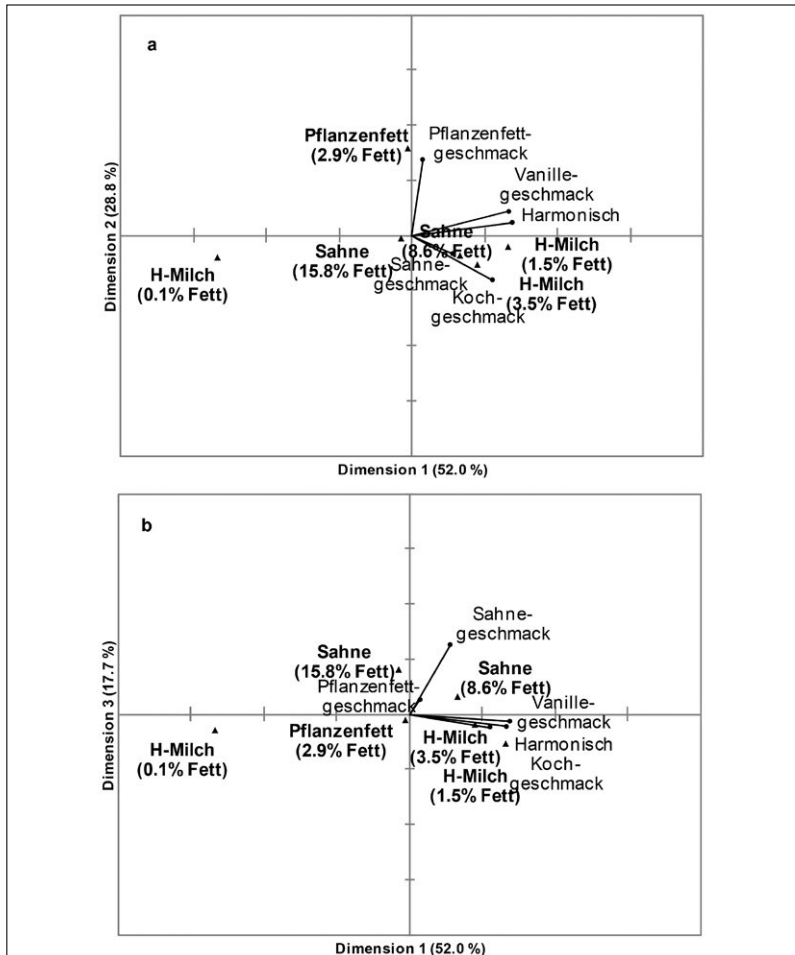 a
Pflanzenfett
(2.9% Fett)
Pflanzenfett-
geschmack
Vanille-
geschmack
Harmonisch
Dimension 2 (28.8 %)
Sahne
(8.6% Fett)
Sahne
(15.8% Fett)
Sahne-
geschmack
H-Milch
(1.5% Fett)
H-Milch
(0.1% Fett)
H-Milch
(3.5% Fett)
Koch-
geschmack
Dimension 1 (52.0 %)
b
Sahne-
geschmack
Sahne
(15.8% Fett)
Sahne
(8.6% Fett)
Pflanzenfett-
geschmack
Vanille-
geschmack
Dimension 3 (17.7 %)
Pflanzenfett
(2.9% Fett)
H-Milch
(0.1% Fett)
H-Milch
(3.5% Fett)
Harmonisch
Koch-
geschmack
H-Milch
(1.5% Fett)
Dimension 1 (52.0 %)